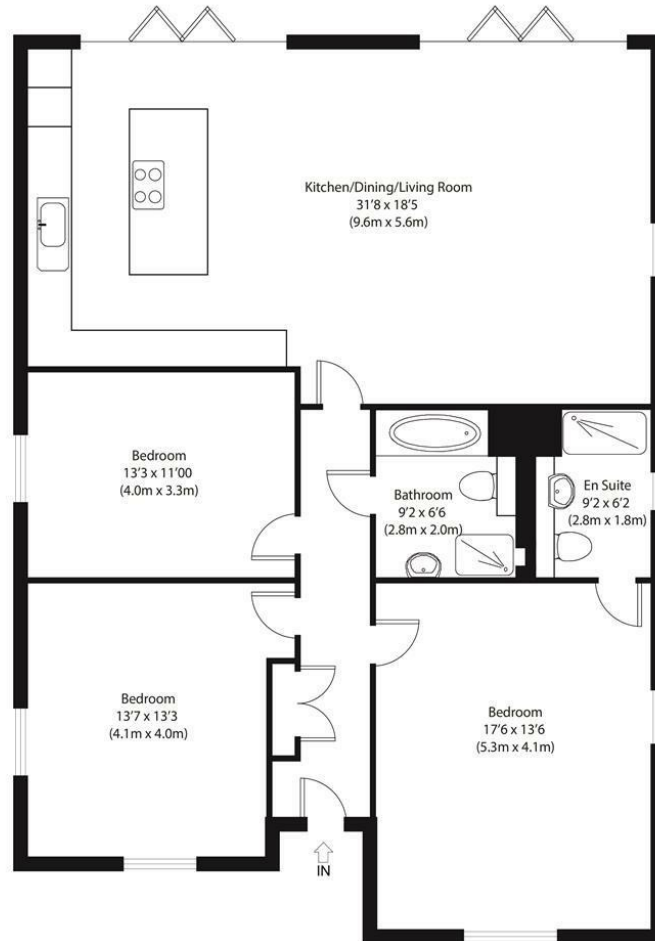 Kitchen/Dining/Living Room
31'8 x 18'5
(9.6m x 5.6m)
Bedroom
13'3 x 11'00
(4.0m x 3.3m)
Bathroom
9'2 x 6'6
(2.8m x 2.0m)
En Suite
9'2 x 6'2
(2.8m x 1.8m)
Bedroom
13'7 x 13'3
(4.1m x 4.0m)
Bedroom
17'6 x 13'6
(5.3m x 4.1m)
IN